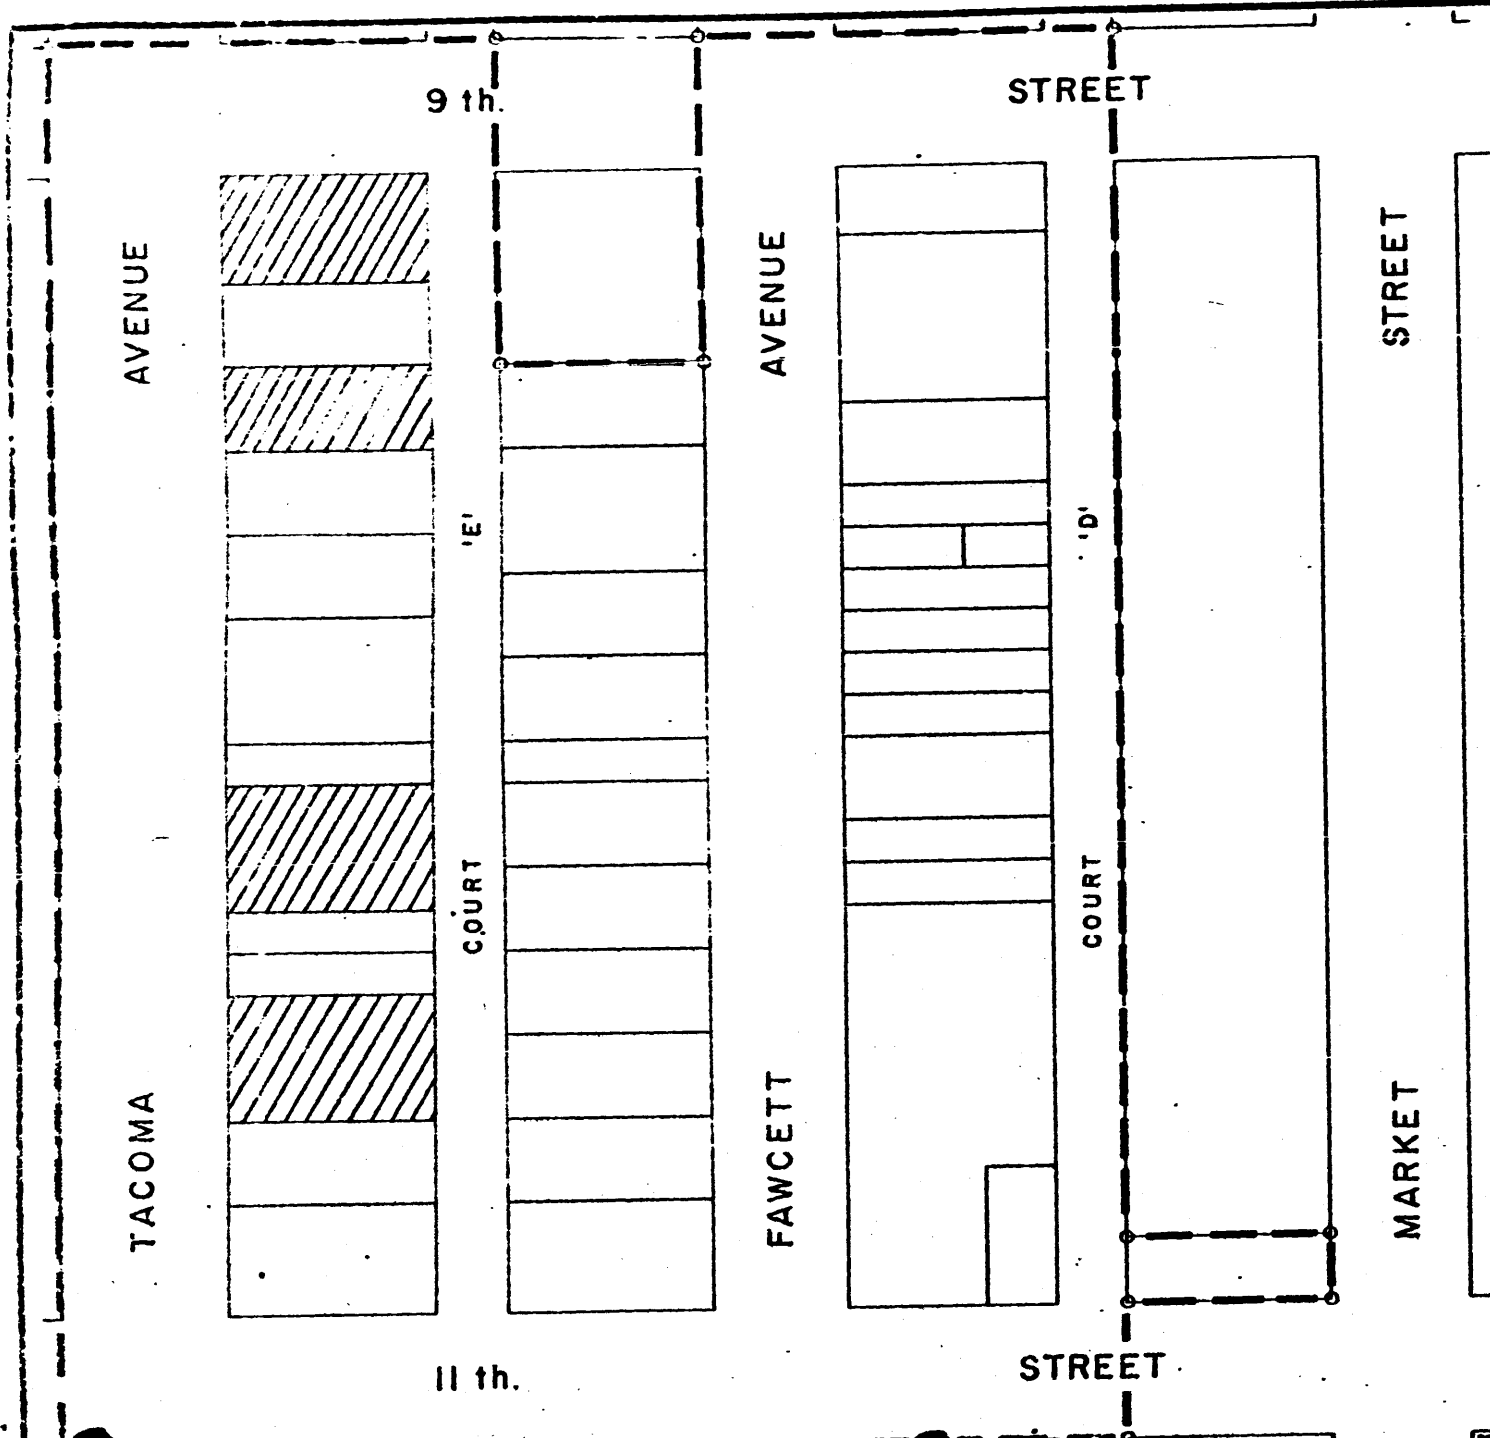 9 th. STREET
TACOMA AVENUE
COURT 'E'
FAWCETT AVENUE
COURT 'D'
MARKET STREET
11 th. STREET